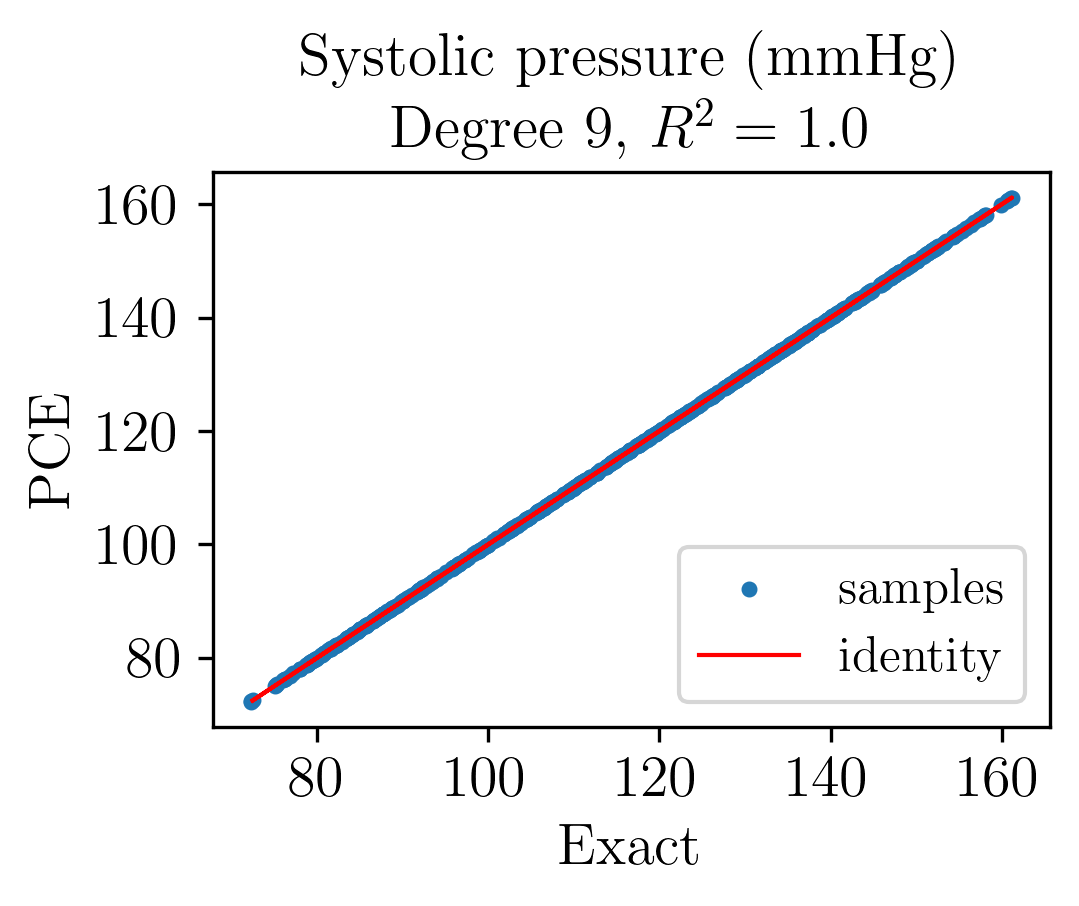 Systolic pressure (mmHg)
Degree 9, R² = 1.0
160
140
120
100
80
PCE
samples
identity
80 100 120 140 160
Exact